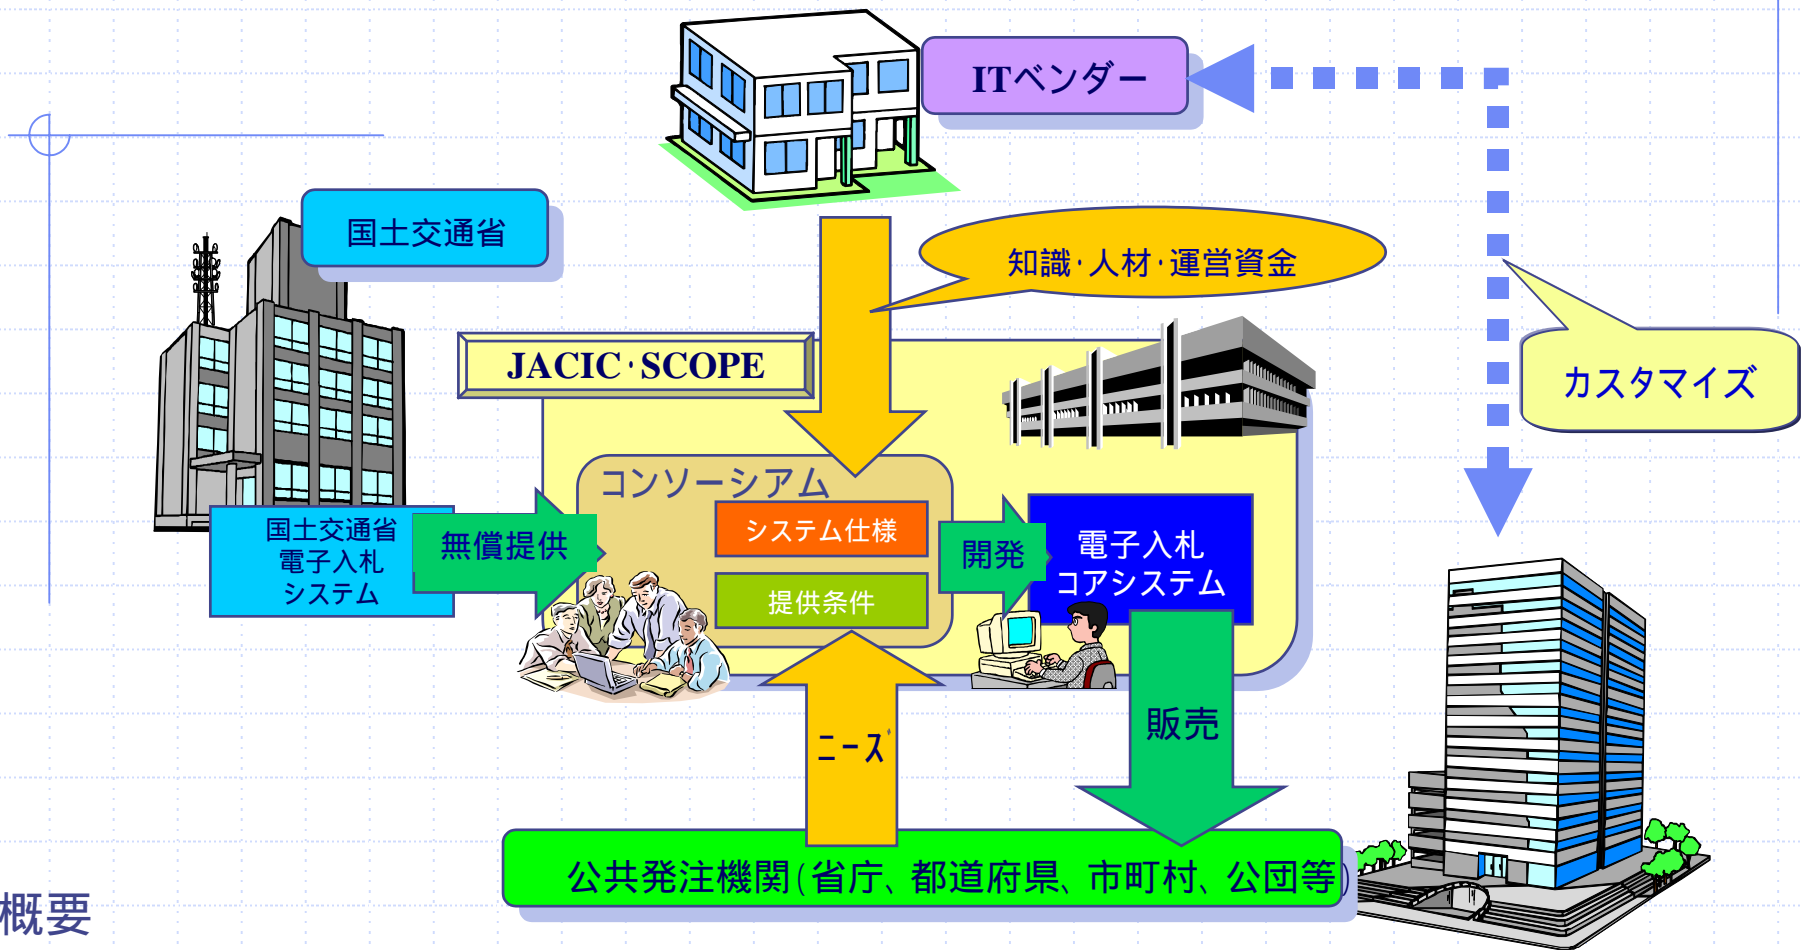 ITベンダー
国土交通省
知識・人材・運営資金
JACIC・SCOPE
カスタマイズ
コンソーシアム
システム仕様
国土交通省
電子入札
システム
無償提供
開発
電子入札
コアシステム
提供条件
ニーズ
販売
公共発注機関(省庁、都道府県、市町村、公団等)
概要